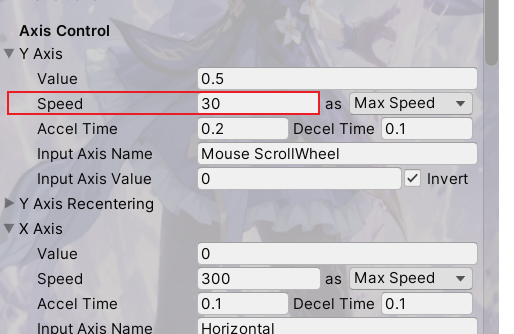 Axis Control
Y Axis
Value 0.5
Speed 30 as Max Speed
Accel Time 0.2 Decel Time 0.1
Input Axis Name Mouse ScrollWheel
Input Axis Value 0 Invert
Y Axis Recentering
X Axis
Value 0
Speed 300 as Max Speed
Accel Time 0.1 Decel Time 0.1
Input Axis Name Horizontal